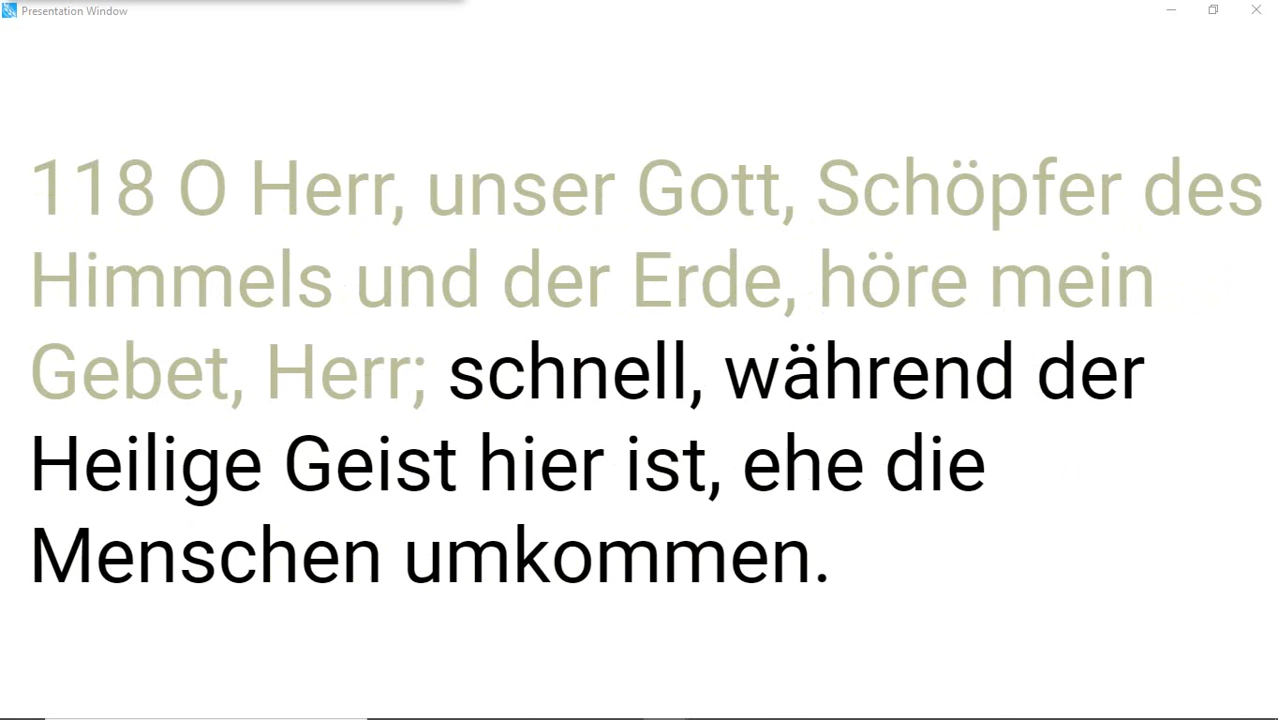 Presentation Window
118 O Herr, unser Gott, Schöpfer des
Himmels und der Erde, höre mein
Gebet, Herr; schnell, während der
Heilige Geist hier ist, ehe die
Menschen umkommen.